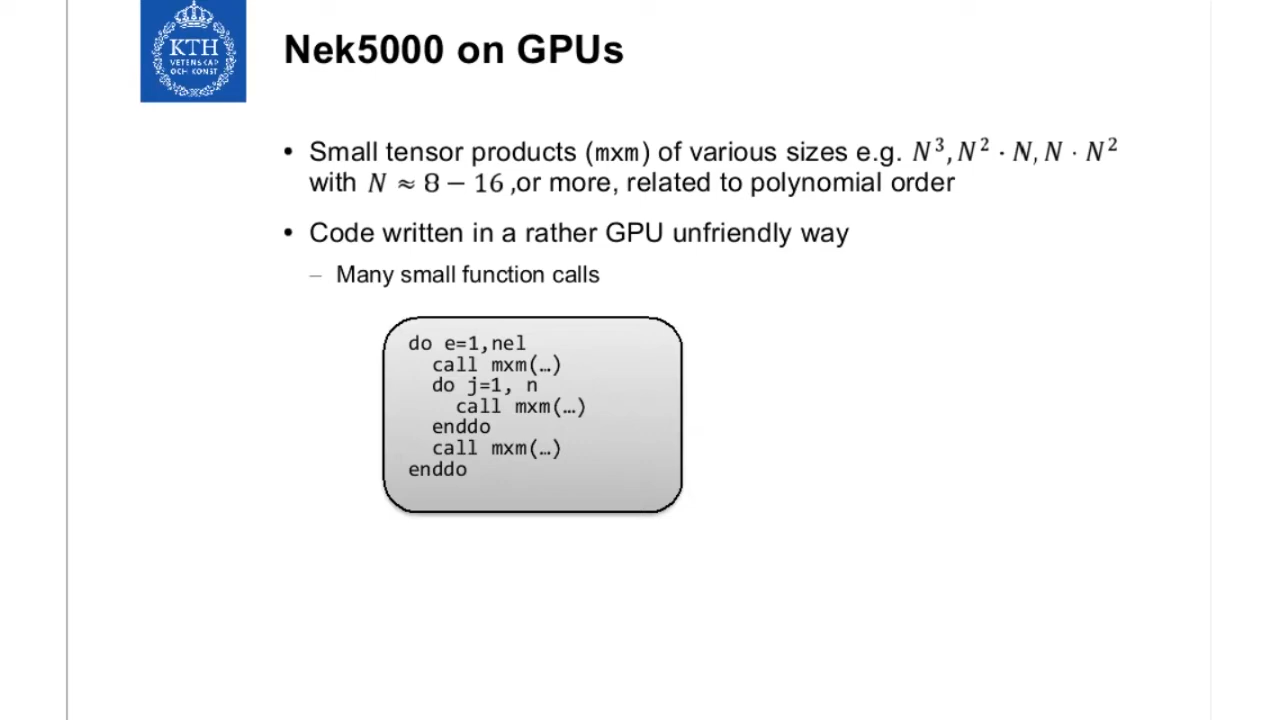 KTH
VETENSKAP
OCH KONST
Nek5000 on GPUs
• Small tensor products (mxm) of various sizes e.g. N³, N² · N, N · N²
with N ≈ 8 − 16 ,or more, related to polynomial order
• Code written in a rather GPU unfriendly way
– Many small function calls
do e=1,nel
call mxm(…)
do j=1, n
call mxm(…)
enddo
call mxm(…)
enddo